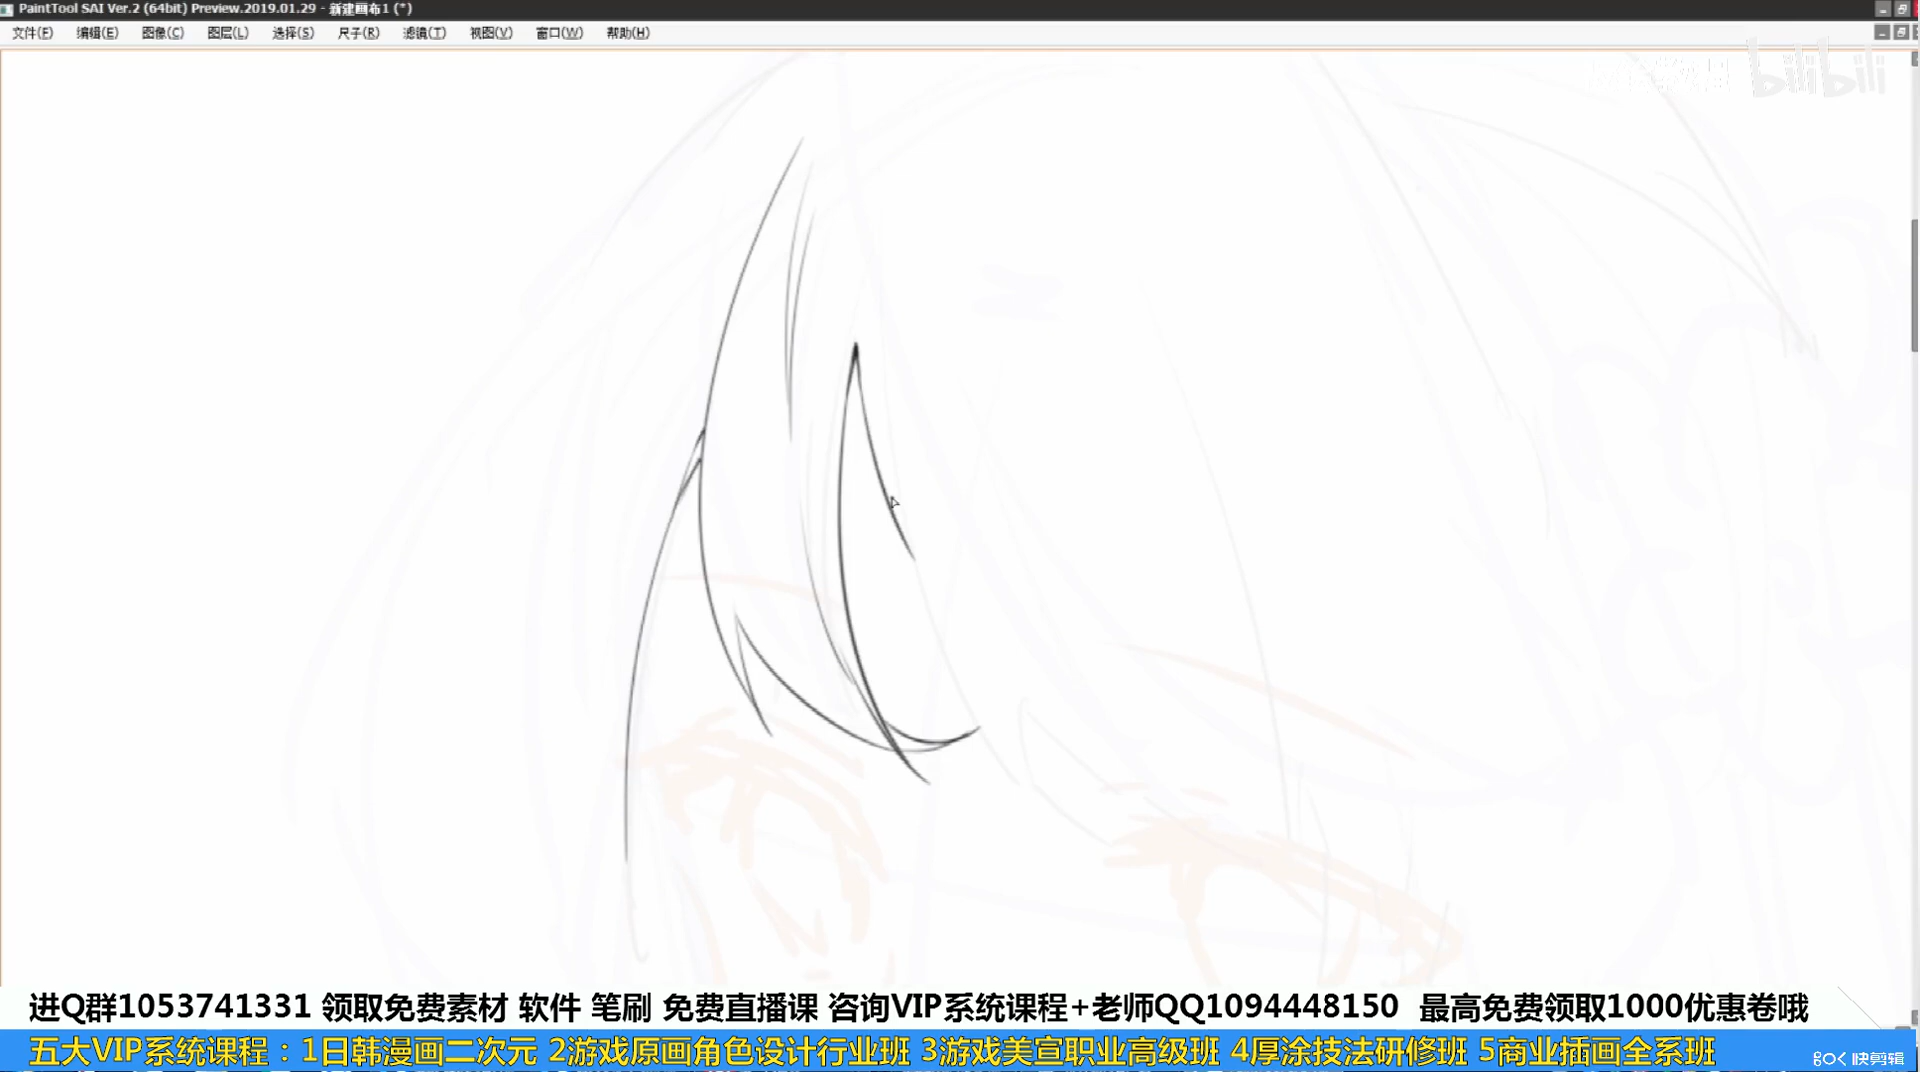 PaintTool SAI Ver.2 (64bit) Preview.2019.01.29 - 新建画布1 (*)
文件(F) 编辑(E) 图像(C) 图层(L) 选择(S) 尺子(R) 滤镜(T) 视图(V) 窗口(W) 帮助(H)
bilibili
进Q群1053741331 领取免费素材 软件 笔刷 免费直播课 咨询VIP系统课程+老师QQ1094448150 最高免费领取1000优惠卷哦
五大VIP系统课程：1日韩漫画二次元 2游戏原画角色设计行业班 3游戏美宣职业高级班 4厚涂技法研修班 5商业插画全系班
快剪辑